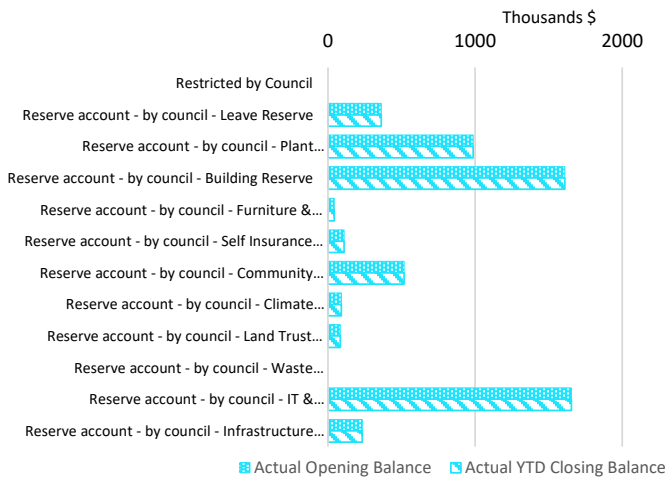 Thousands $
0 1000 2000
Restricted by Council
Reserve account - by council - Leave Reserve
Reserve account - by council - Plant...
Reserve account - by council - Building Reserve
Reserve account - by council - Furniture &...
Reserve account - by council - Self Insurance...
Reserve account - by council - Community...
Reserve account - by council - Climate...
Reserve account - by council - Land Trust...
Reserve account - by council - Waste...
Reserve account - by council - IT &...
Reserve account - by council - Infrastructure...
Actual Opening Balance Actual YTD Closing Balance